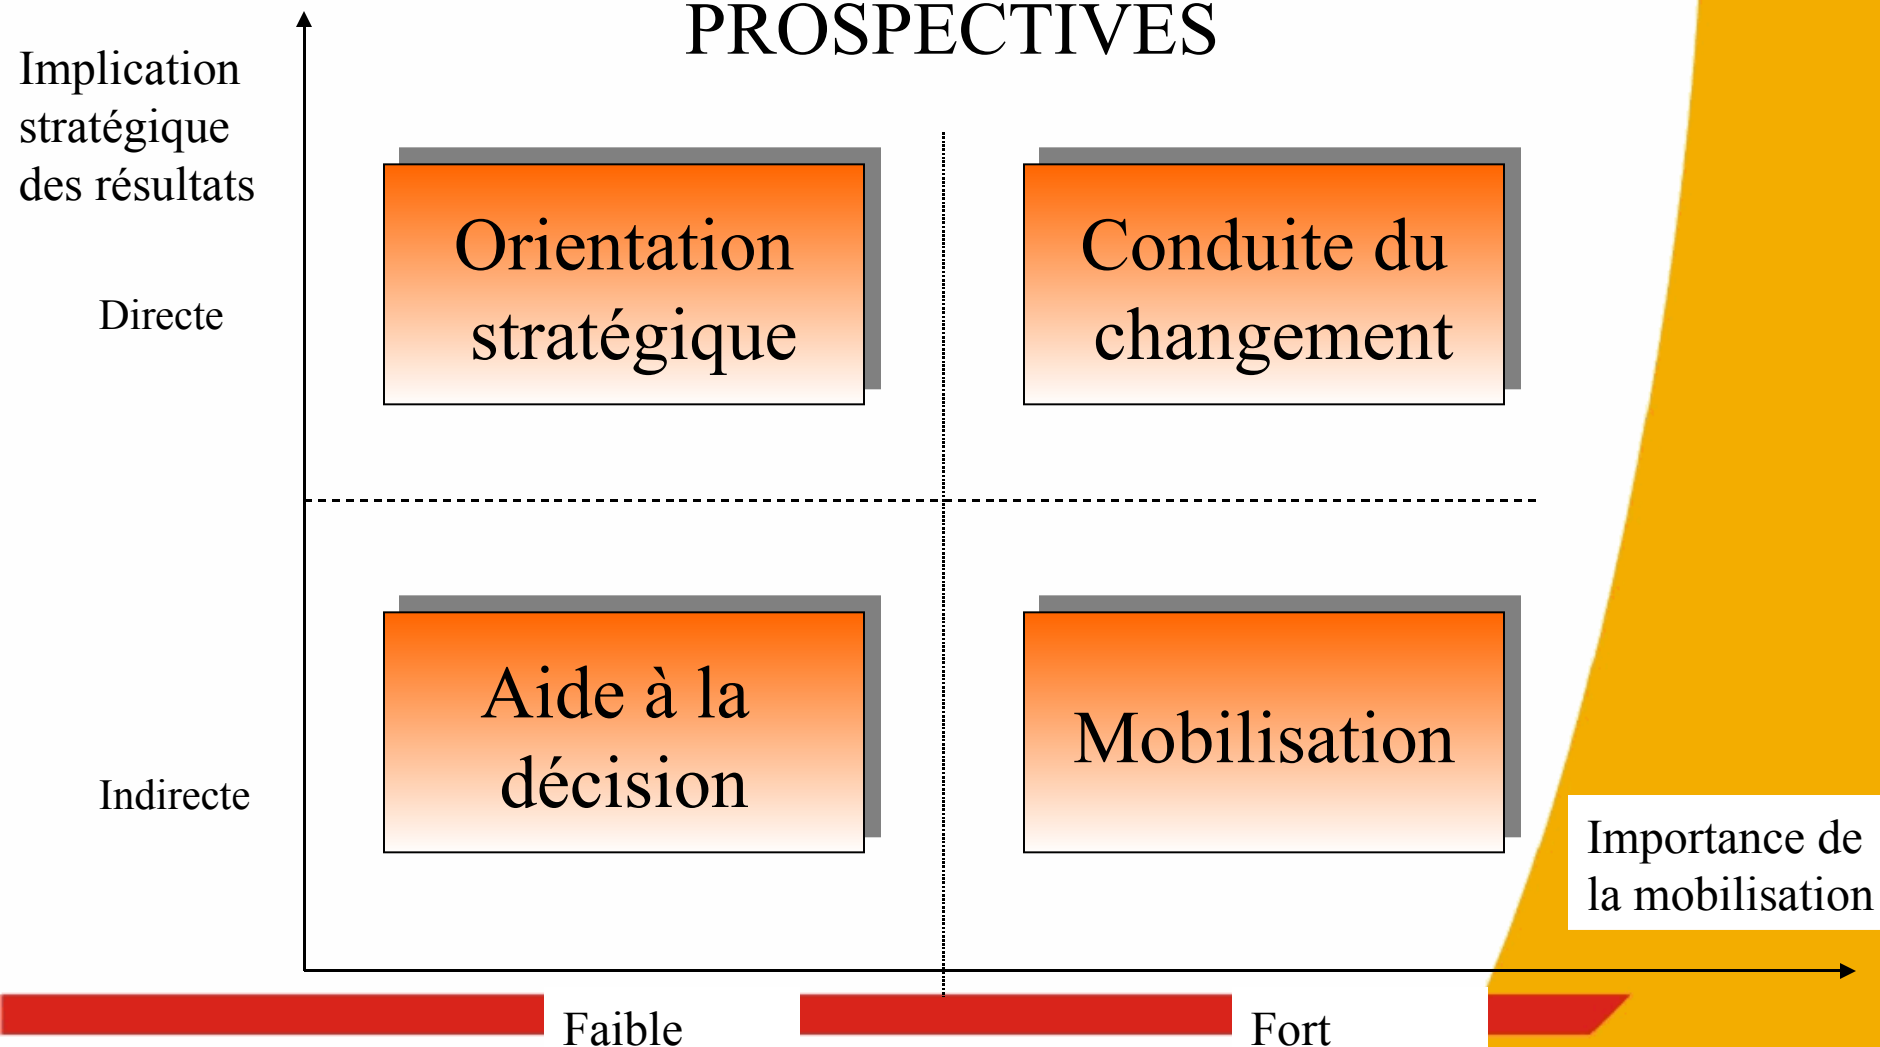 PROSPECTIVES
Implication
stratégique
des résultats
Orientation
stratégique
Conduite du
changement
Directe
Aide à la
décision
Mobilisation
Indirecte
Importance de
la mobilisation
Faible
Fort